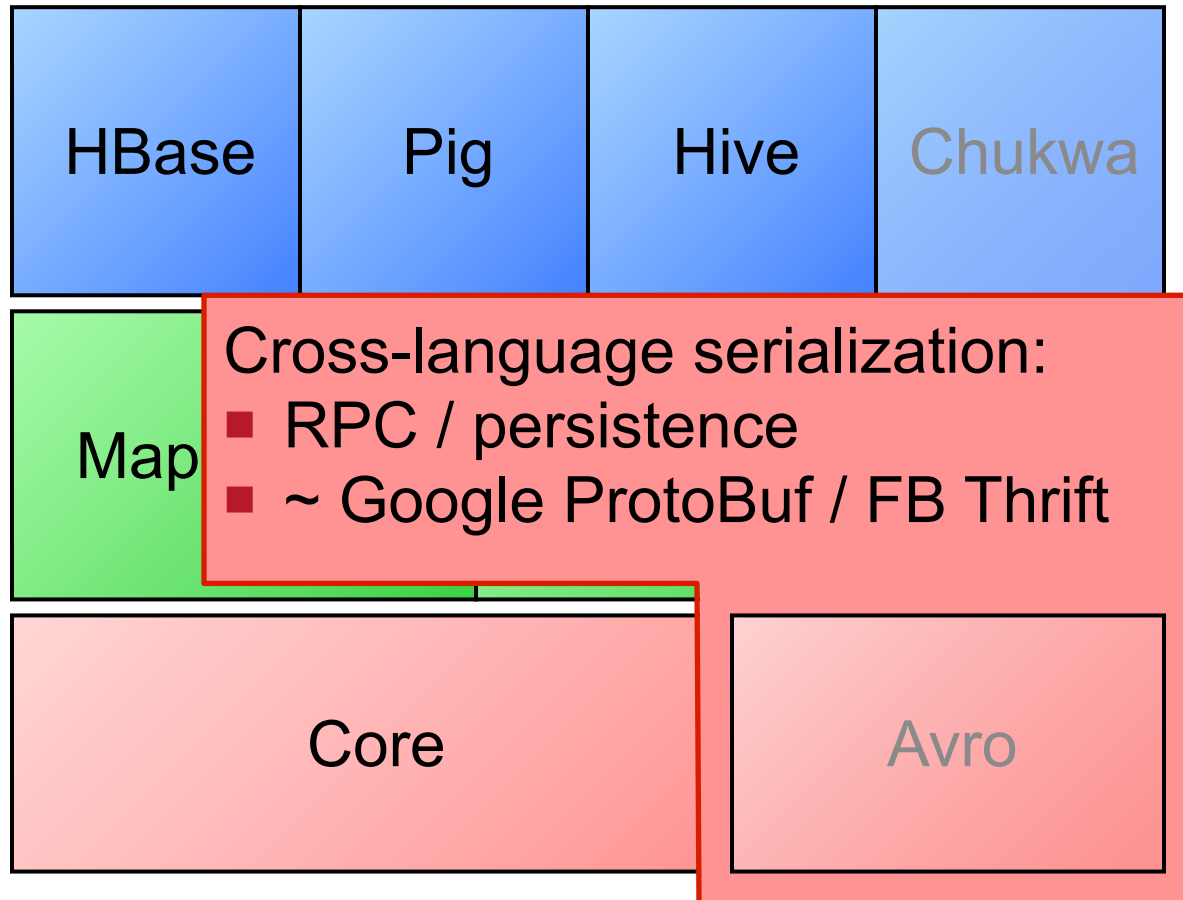 HBase Pig Hive Chukwa
Cross-language serialization:
■ RPC / persistence
Map
■ ~ Google ProtoBuf / FB Thrift
Core Avro